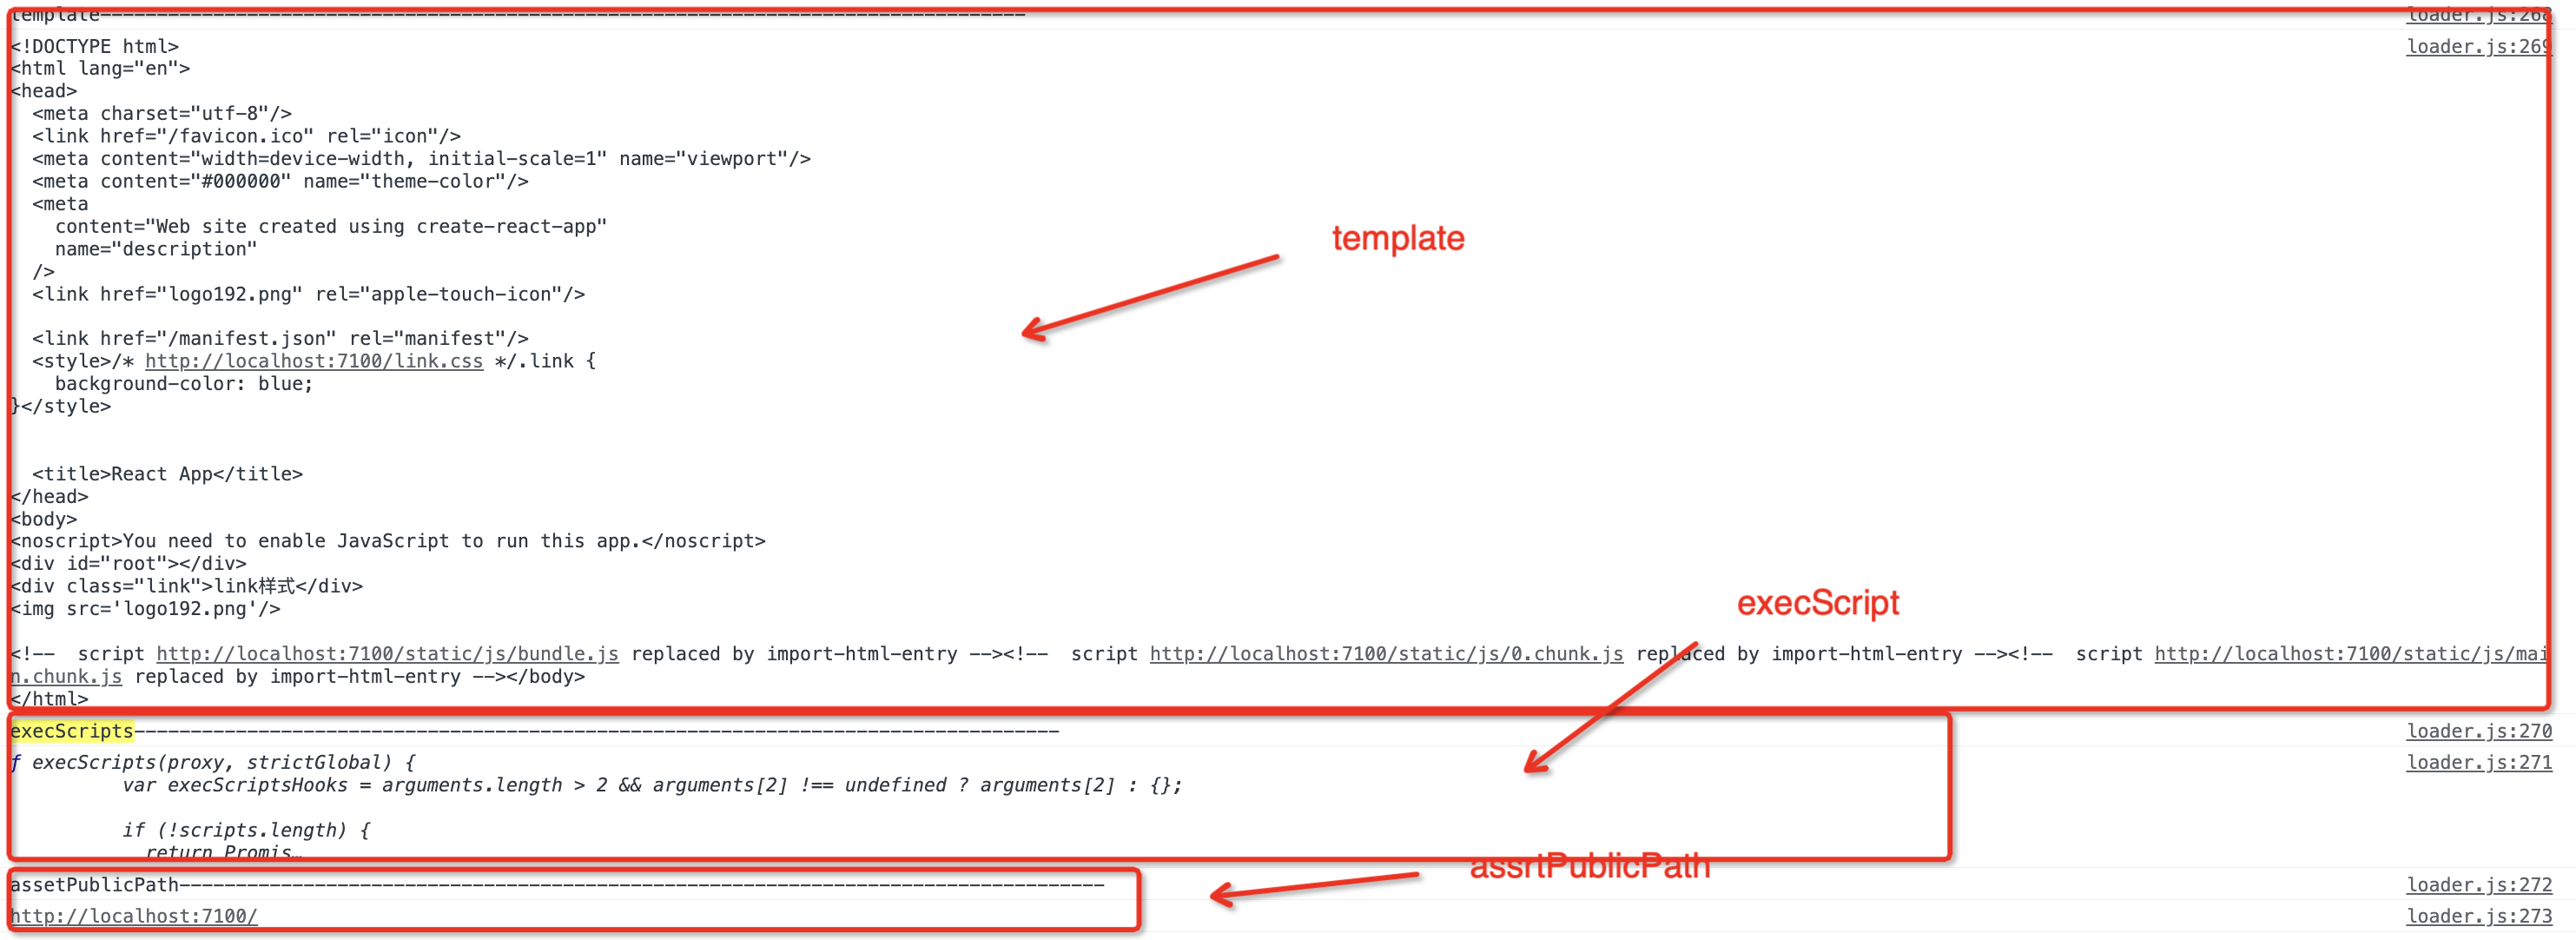 template---------------------------------------------------------------------------------- loader.js:268
<!DOCTYPE html> loader.js:269
<html lang="en">
<head>
  <meta charset="utf-8"/>
  <link href="/favicon.ico" rel="icon"/>
  <meta content="width=device-width, initial-scale=1" name="viewport"/>
  <meta content="#000000" name="theme-color"/>
  <meta
    content="Web site created using create-react-app"
    name="description"
  />
template
  <link href="logo192.png" rel="apple-touch-icon"/>
  <link href="/manifest.json" rel="manifest"/>
  <style>/* http://localhost:7100/link.css */.link {
    background-color: blue;
}</style>
  <title>React App</title>
</head>
<body>
<noscript>You need to enable JavaScript to run this app.</noscript>
<div id="root"></div>
<div class="link">link样式</div>
<img src='logo192.png'/>
execScript
<!--  script http://localhost:7100/static/js/bundle.js replaced by import-html-entry --><!--  script http://localhost:7100/static/js/0.chunk.js replaced by import-html-entry --><!--  script http://localhost:7100/static/js/mai
n.chunk.js replaced by import-html-entry --></body>
</html>
execScripts---------------------------------------------------------------------------------- loader.js:270
f execScripts(proxy, strictGlobal) { loader.js:271
          var execScriptsHooks = arguments.length > 2 && arguments[2] !== undefined ? arguments[2] : {};
          if (!scripts.length) {
            return Promis…
assrtPublicPath
assetPublicPath---------------------------------------------------------------------------------- loader.js:272
http://localhost:7100/ loader.js:273